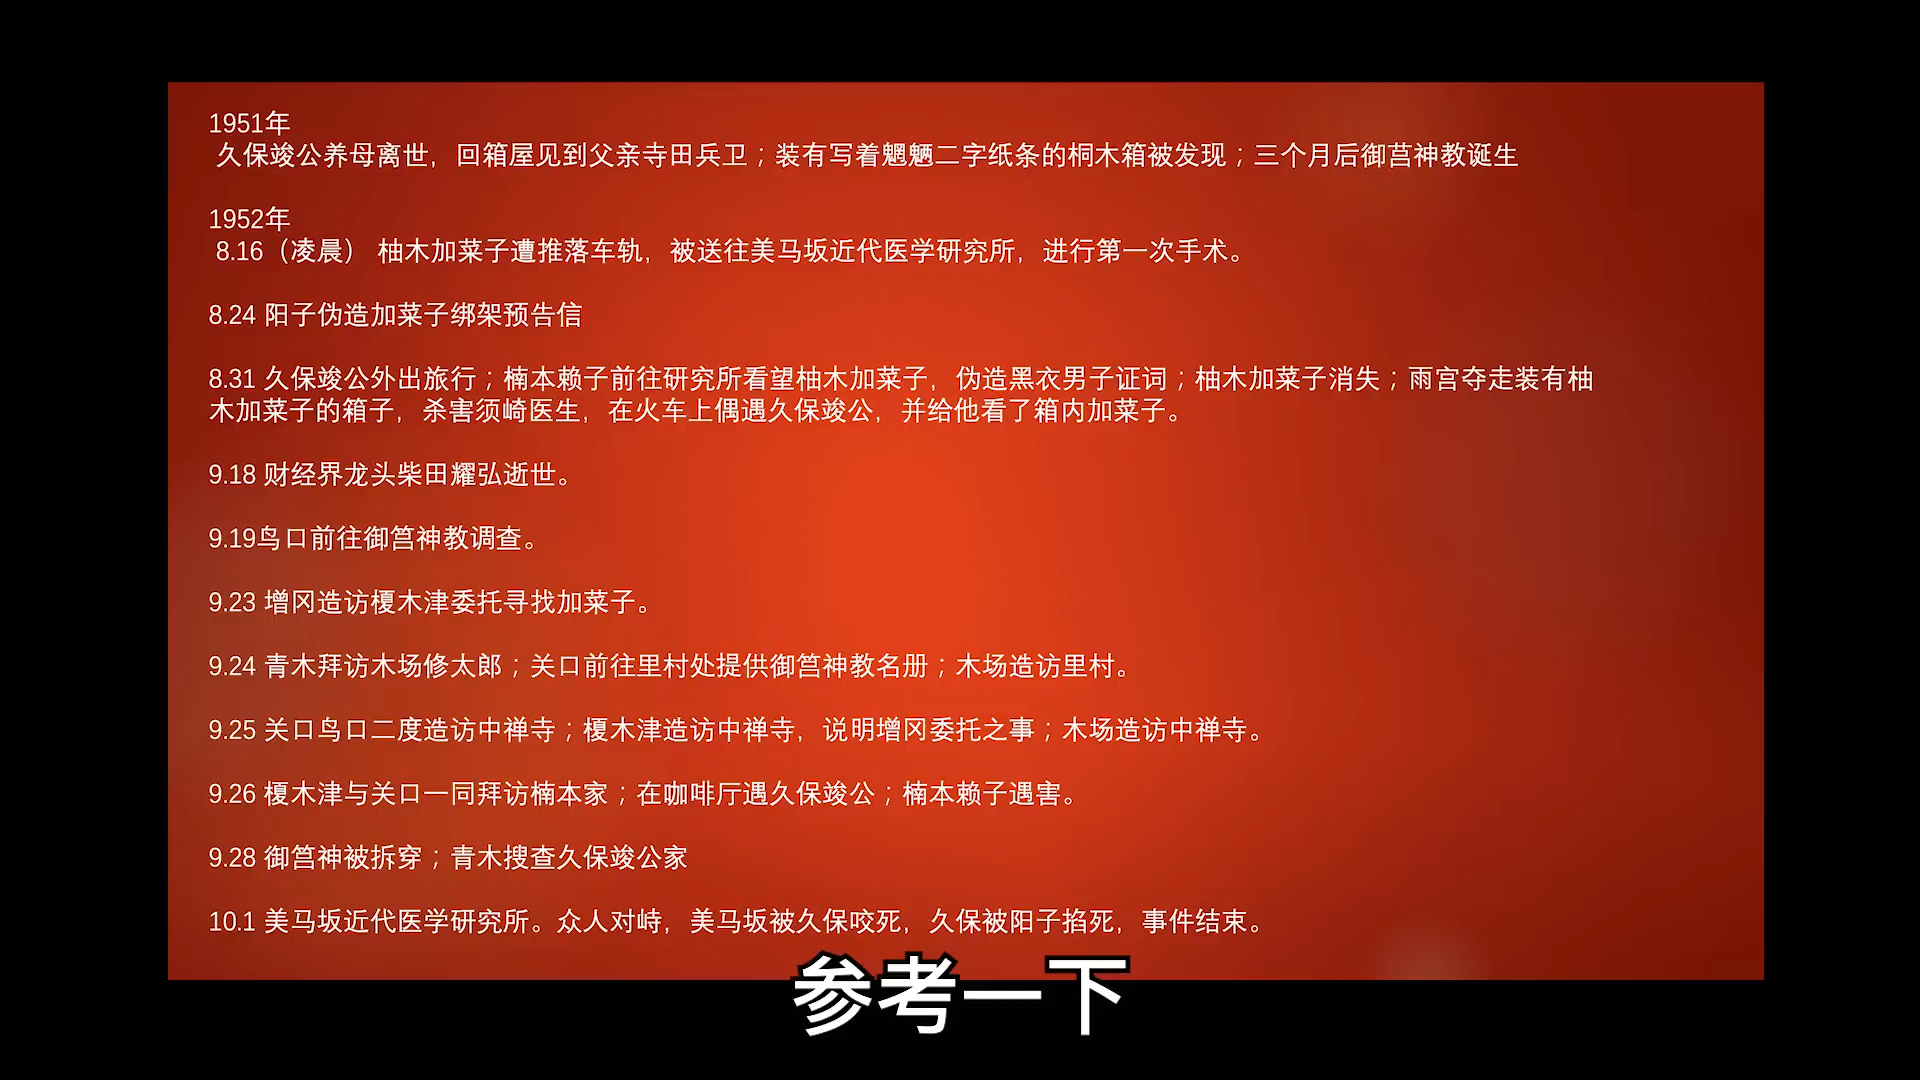 1951年
久保竣公养母离世，回箱屋见到父亲寺田兵卫；装有写着魍魉二字纸条的桐木箱被发现；三个月后御莒神教诞生
1952年
8.16（凌晨） 柚木加菜子遭推落车轨，被送往美马坂近代医学研究所，进行第一次手术。
8.24 阳子伪造加菜子绑架预告信
8.31 久保竣公外出旅行；楠本赖子前往研究所看望柚木加菜子，伪造黑衣男子证词；柚木加菜子消失；雨宫夺走装有柚
木加菜子的箱子，杀害须崎医生，在火车上偶遇久保竣公，并给他看了箱内加菜子。
9.18 财经界龙头柴田耀弘逝世。
9.19鸟口前往御筥神教调查。
9.23 增冈造访榎木津委托寻找加菜子。
9.24 青木拜访木场修太郎；关口前往里村处提供御筥神教名册；木场造访里村。
9.25 关口鸟口二度造访中禅寺；榎木津造访中禅寺，说明增冈委托之事；木场造访中禅寺。
9.26 榎木津与关口一同拜访楠本家；在咖啡厅遇久保竣公；楠本赖子遇害。
9.28 御筥神被拆穿；青木搜查久保竣公家
10.1 美马坂近代医学研究所。众人对峙，美马坂被久保咬死，久保被阳子掐死，事件结束。
参考一下